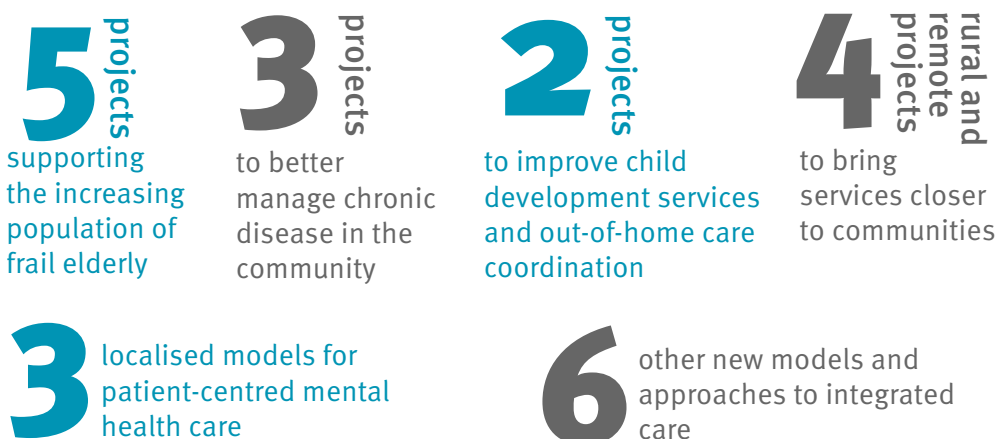 5 projects
supporting
the increasing
population of
frail elderly
3 projects
to better
manage chronic
disease in the
community
2 projects
to improve child
development services
and out-of-home care
coordination
4 rural and
remote
projects
to bring
services closer
to communities
3 localised models for
patient-centred mental
health care
6 other new models and
approaches to integrated
care